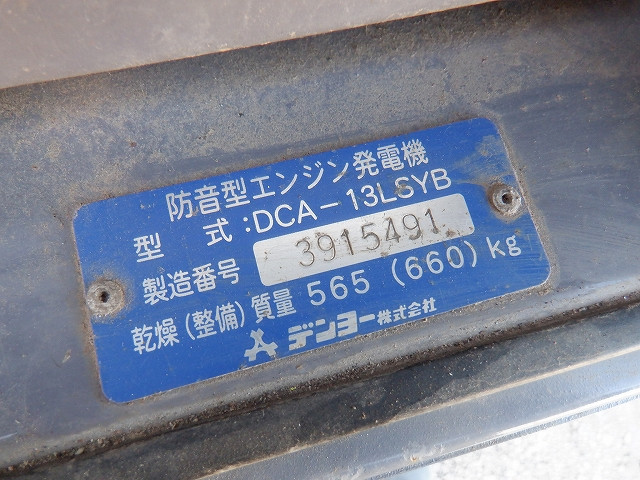 防音型エンジン発電機
型 式:DCA-13LSYB
製造番号 3915491
乾燥(整備)質量 565 (660) kg
デンヨー株式会社